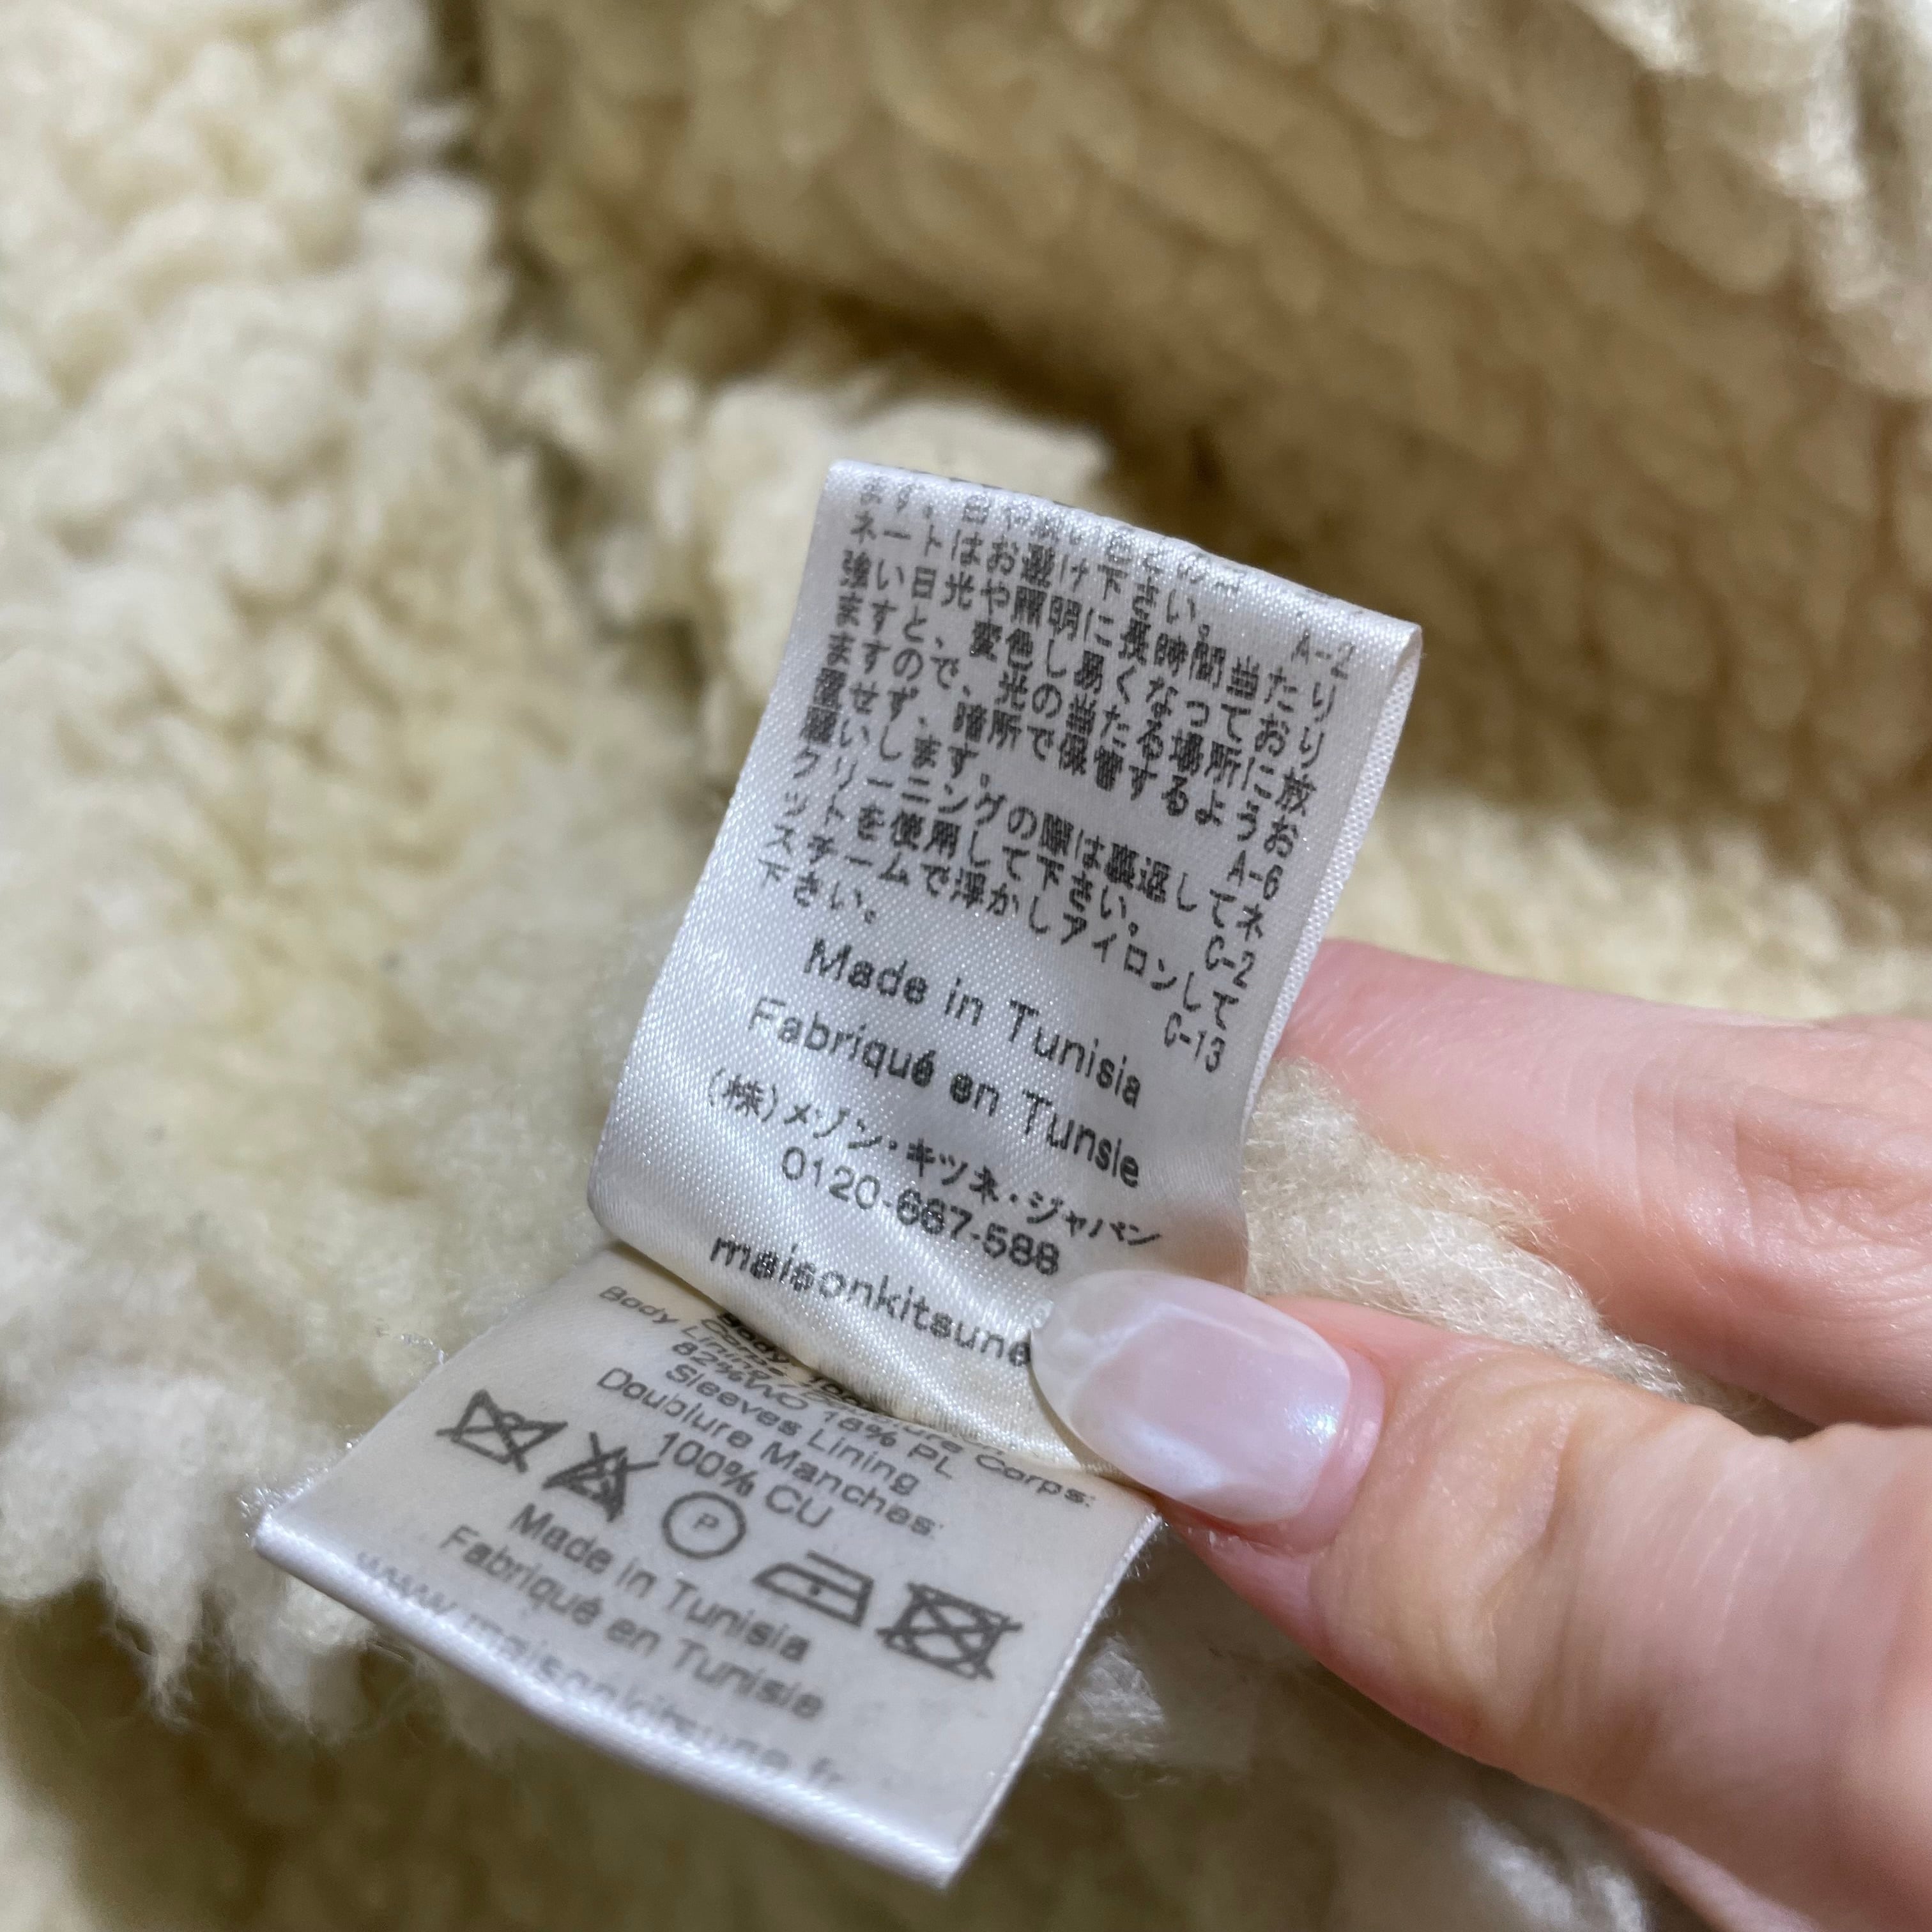 ネートはお避け下さい。 A-2
強い日光や照明に長時間当たり
ますと、変色し易くなっており
ますので、光の当たる場所に放
置せず、暗所で保管するようお
願いします。 A-6
クリーニングの際は裏返してネ
ットを使用して下さい。 C-2
スチームで浮かしアイロンして
下さい。 C-13
Made in Tunisia
Fabriqué en Tunsie
(株)メゾン・キツネ・ジャパン
0120-667-588
maisonkitsune
Body Lining Corps:
82%WO 18% PL
Sleeves Lining
Doublure Manches:
100% CU
P
Made in Tunisia
Fabriqué en Tunisie
www.maisonkitsune.fr